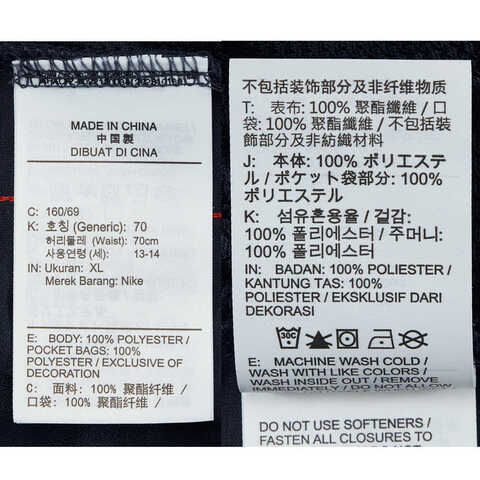 MADE IN CHINA
中国製
DIBUAT DI CINA
C: 160/69
K: 호칭 (Generic): 70
허리둘레 (Waist): 70cm
사용연령 (세): 13-14
IN: Ukuran: XL
Merek Barang: Nike
E: BODY: 100% POLYESTER/
POCKET BAGS: 100%
POLYESTER / EXCLUSIVE OF
DECORATION
C: 面料: 100% 聚酯纤维 /
口袋: 100% 聚酯纤维 /
不包括装饰部分及非纤维物质
T: 表布: 100% 聚酯纖維 / 口
袋: 100% 聚酯纖維 / 不包括裝
飾部分及非紡織材料
J: 本体: 100% ポリエステ
ル / ポケット袋部分: 100%
ポリエステル
K: 섬유혼용율 / 겉감:
100% 폴리에스터 / 주머니:
100% 폴리에스터
IN: BADAN: 100% POLIESTER /
KANTUNG TAS: 100%
POLIESTER / EKSKLUSIF DARI
DEKORASI
30C
E: MACHINE WASH COLD /
WASH WITH LIKE COLORS /
WASH INSIDE OUT / REMOVE
IMMEDIATELY / DO NOT ALLOW
DO NOT USE SOFTENERS /
FASTEN ALL CLOSURES TO